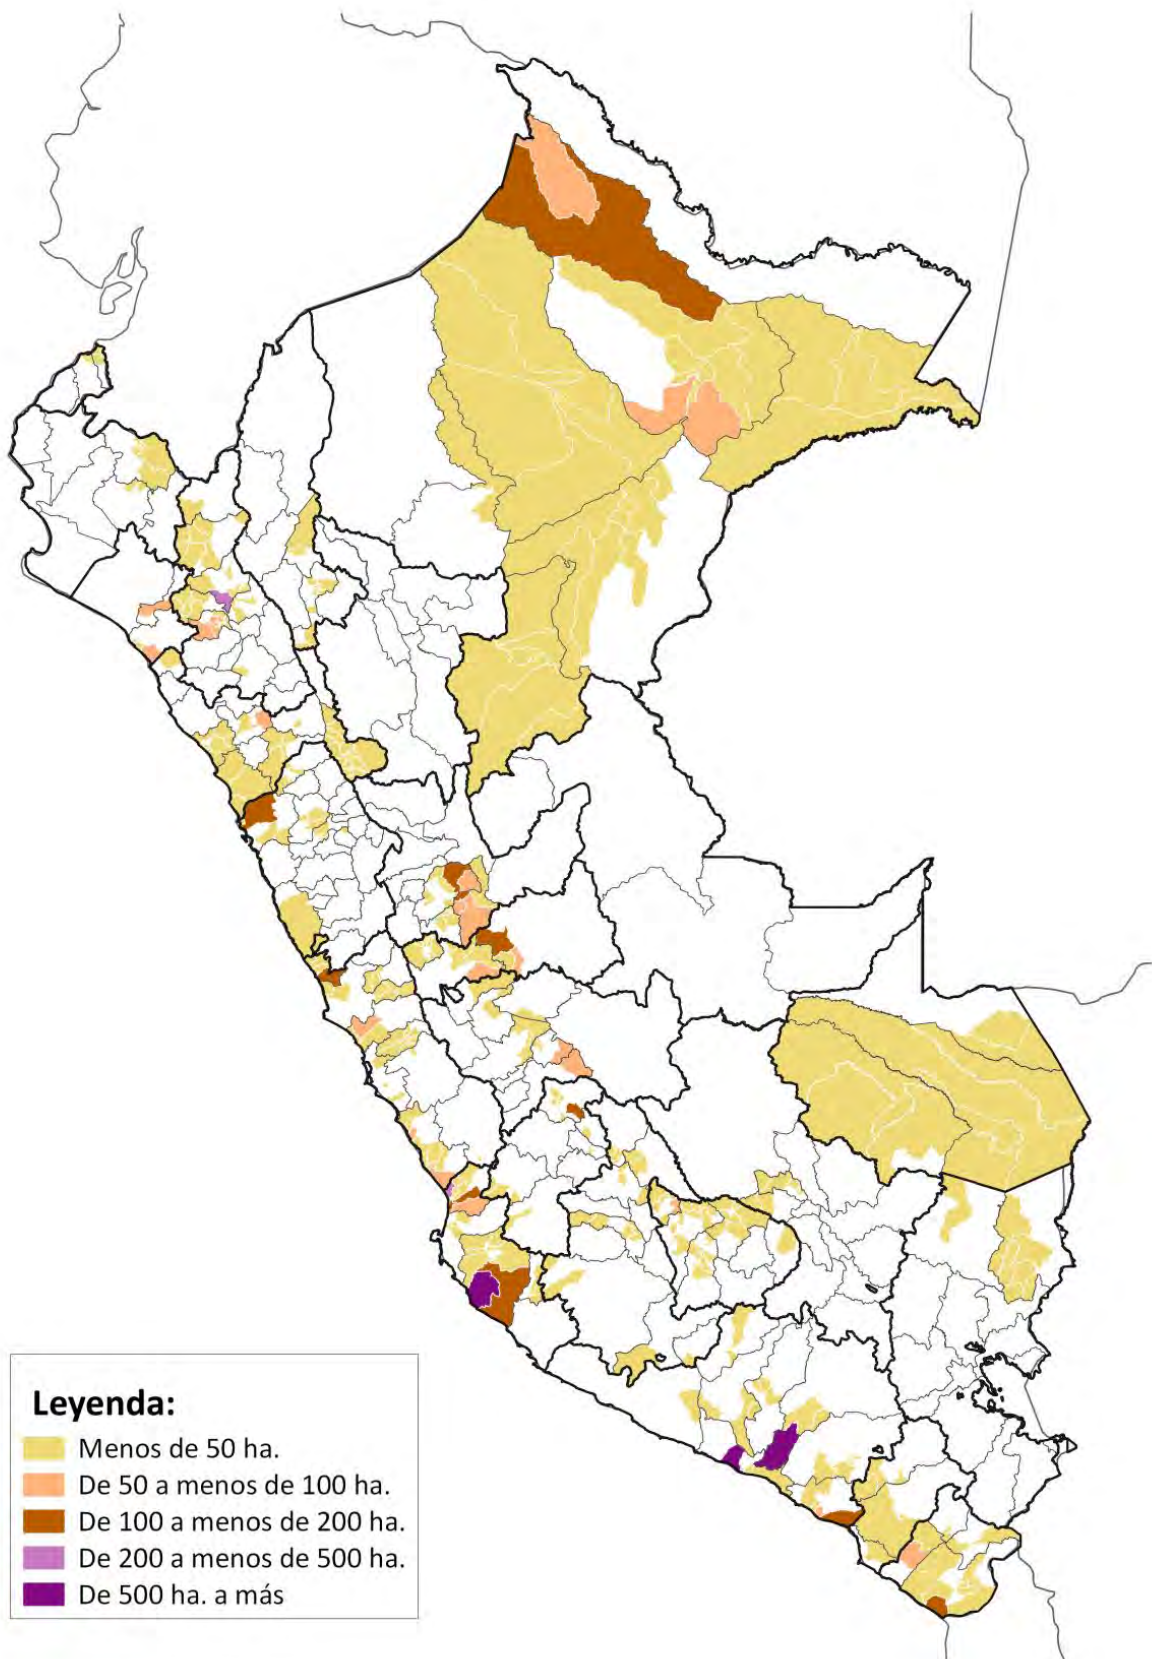 Leyenda:
Menos de 50 ha.
De 50 a menos de 100 ha.
De 100 a menos de 200 ha.
De 200 a menos de 500 ha.
De 500 ha. a más